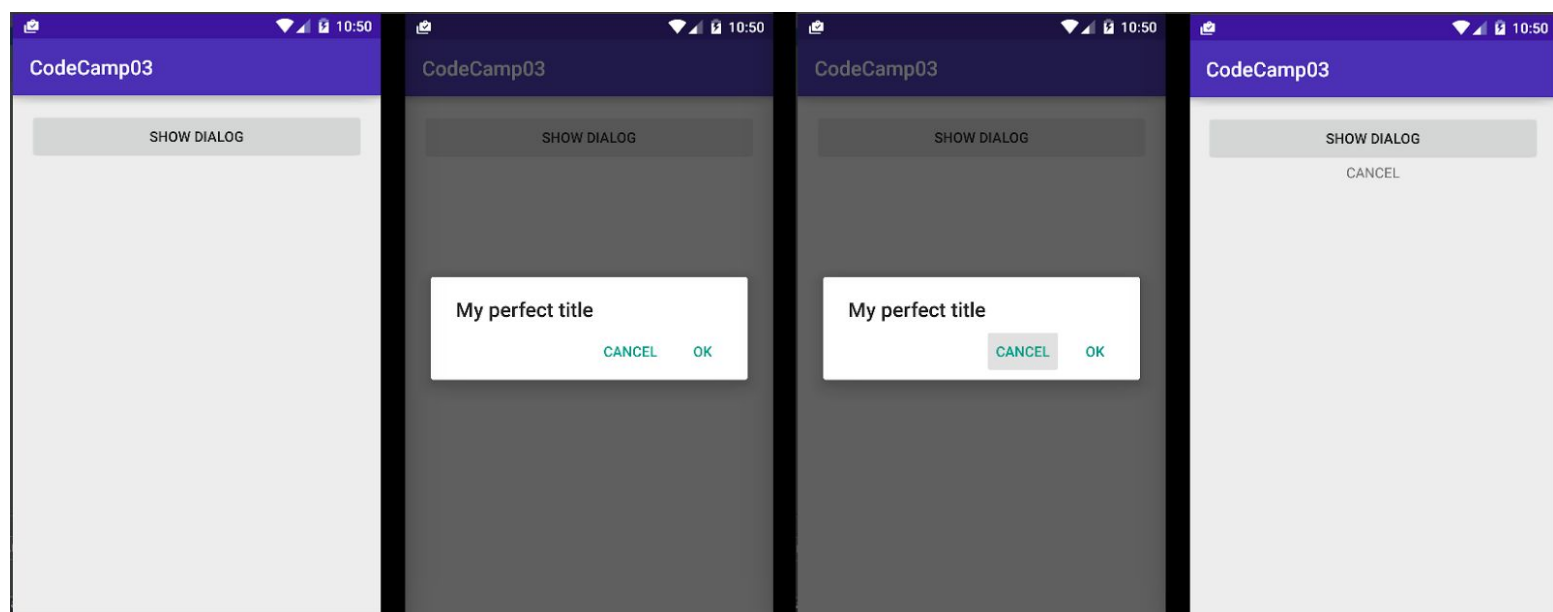 10:50
CodeCamp03
SHOW DIALOG
10:50
CodeCamp03
SHOW DIALOG
My perfect title
CANCEL OK
10:50
CodeCamp03
SHOW DIALOG
My perfect title
CANCEL OK
10:50
CodeCamp03
SHOW DIALOG
CANCEL